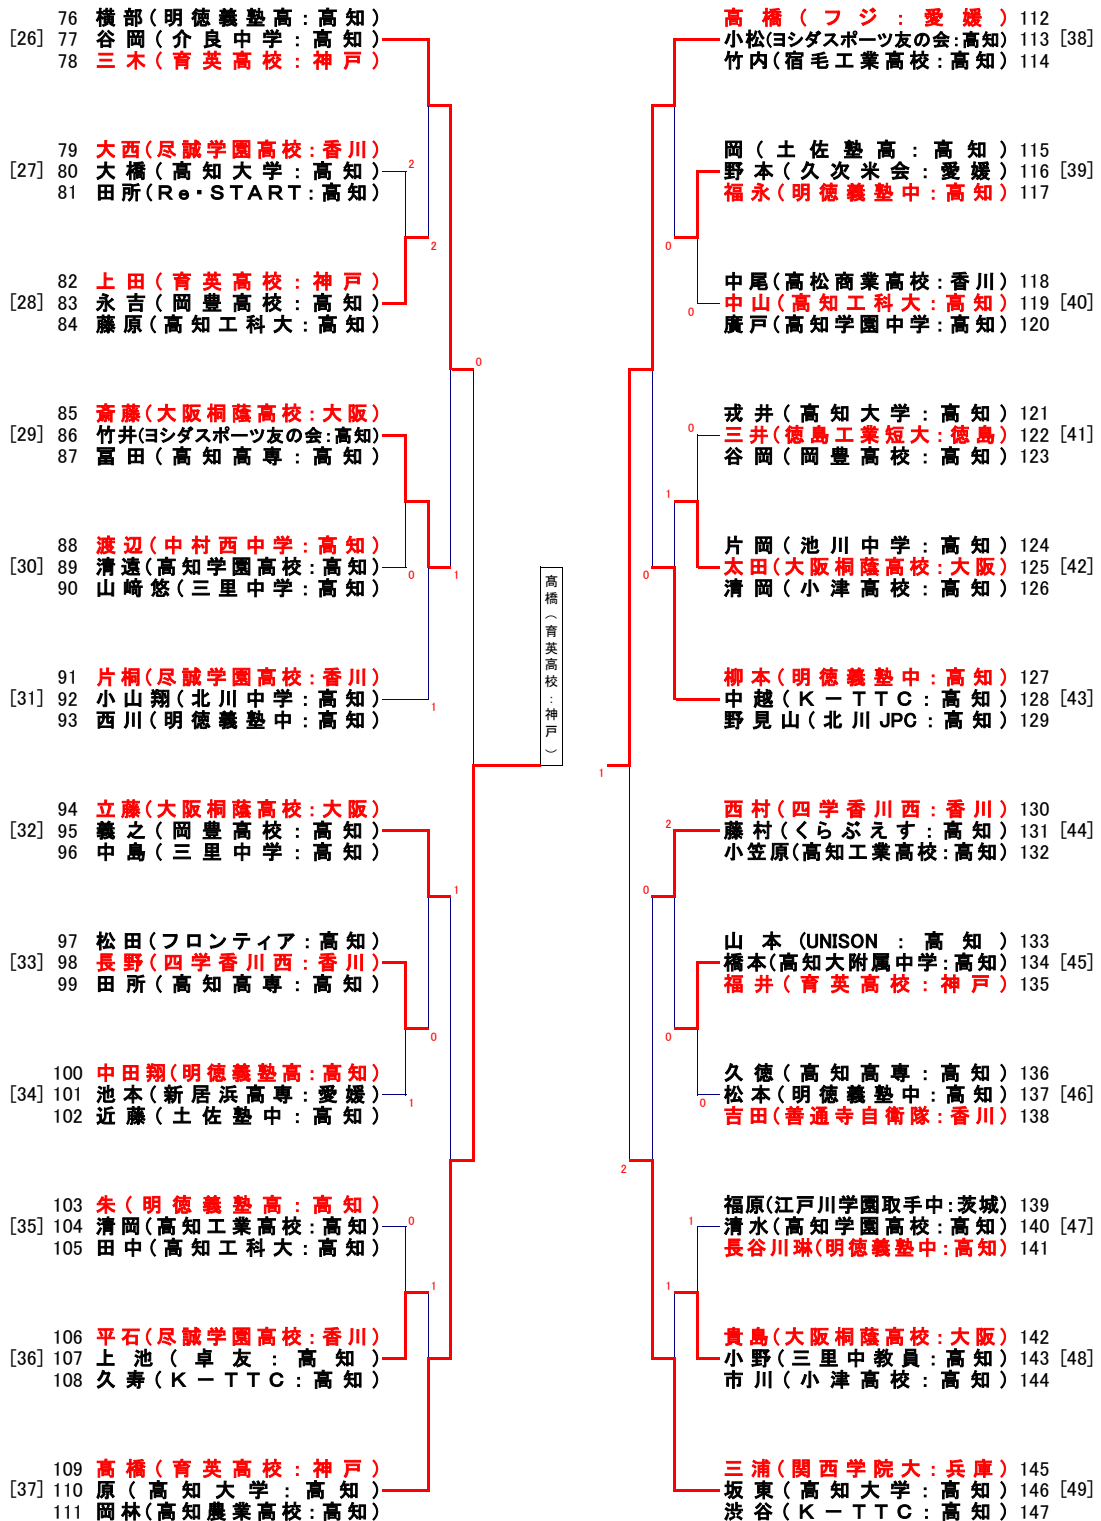 76 横部(明徳義塾高:高知)
[26] 77 谷岡(介良中学:高知)
78 三木(育英高校:神戸)
79 大西(尽誠学園高校:香川)
2
[27] 80 大橋(高知大学:高知)
81 田所(Re・START:高知)
2
82 上田(育英高校:神戸)
[28] 83 永吉(岡豊高校:高知)
84 藤原(高知工科大:高知)
0
85 斎藤(大阪桐蔭高校:大阪)
[29] 86 竹井(ヨシダスポーツ友の会:高知)
87 冨田(高知高専:高知)
88 渡辺(中村西中学:高知)
[30] 89 清遠(高知学園高校:高知)
0
1
90 山﨑悠(三里中学:高知)
91 片桐(尽誠学園高校:香川)
[31] 92 小山翔(北川中学:高知)
1
93 西川(明徳義塾中:高知)
94 立藤(大阪桐蔭高校:大阪)
[32] 95 義之(岡豊高校:高知)
96 中島(三里中学:高知)
1
97 松田(フロンティア:高知)
[33] 98 長野(四学香川西:香川)
99 田所(高知高専:高知)
0
100 中田翔(明徳義塾高:高知)
[34] 101 池本(新居浜高専:愛媛)
1
102 近藤(土佐塾中:高知)
103 朱(明徳義塾高:高知)
0
[35] 104 清岡(高知工業高校:高知)
105 田中(高知工科大:高知)
1
106 平石(尽誠学園高校:香川)
[36] 107 上池(卓友:高知)
108 久寿(K-TTC:高知)
109 高橋(育英高校:神戸)
[37] 110 原(高知大学:高知)
111 岡林(高知農業高校:高知)
高橋(育英高校:神戸)
1
高橋(フジ:愛媛) 112
小松(ヨシダスポーツ友の会:高知) 113 [38]
竹内(宿毛工業高校:高知) 114
岡(土佐塾高:高知) 115
野本(久次米会:愛媛) 116 [39]
福永(明徳義塾中:高知) 117
0
中尾(高松商業高校:香川) 118
中山(高知工科大:高知) 119 [40]
0
廣戸(高知学園中学:高知) 120
戎井(高知大学:高知) 121
0
三井(徳島工業短大:徳島) 122 [41]
谷岡(岡豊高校:高知) 123
1
片岡(池川中学:高知) 124
太田(大阪桐蔭高校:大阪) 125 [42]
0
清岡(小津高校:高知) 126
柳本(明徳義塾中:高知) 127
中越(K-TTC:高知) 128 [43]
野見山(北川JPC:高知) 129
西村(四学香川西:香川) 130
2
藤村(くらぶえす:高知) 131 [44]
小笠原(高知工業高校:高知) 132
0
山本(UNISON:高知) 133
橋本(高知大附属中学:高知) 134 [45]
福井(育英高校:神戸) 135
0
久徳(高知高専:高知) 136
松本(明徳義塾中:高知) 137 [46]
0
吉田(善通寺自衛隊:香川) 138
2
福原(江戸川学園取手中:茨城) 139
1
清水(高知学園高校:高知) 140 [47]
長谷川琳(明徳義塾中:高知) 141
1
貴島(大阪桐蔭高校:大阪) 142
小野(三里中教員:高知) 143 [48]
市川(小津高校:高知) 144
三浦(関西学院大:兵庫) 145
坂東(高知大学:高知) 146 [49]
渋谷(K-TTC:高知) 147